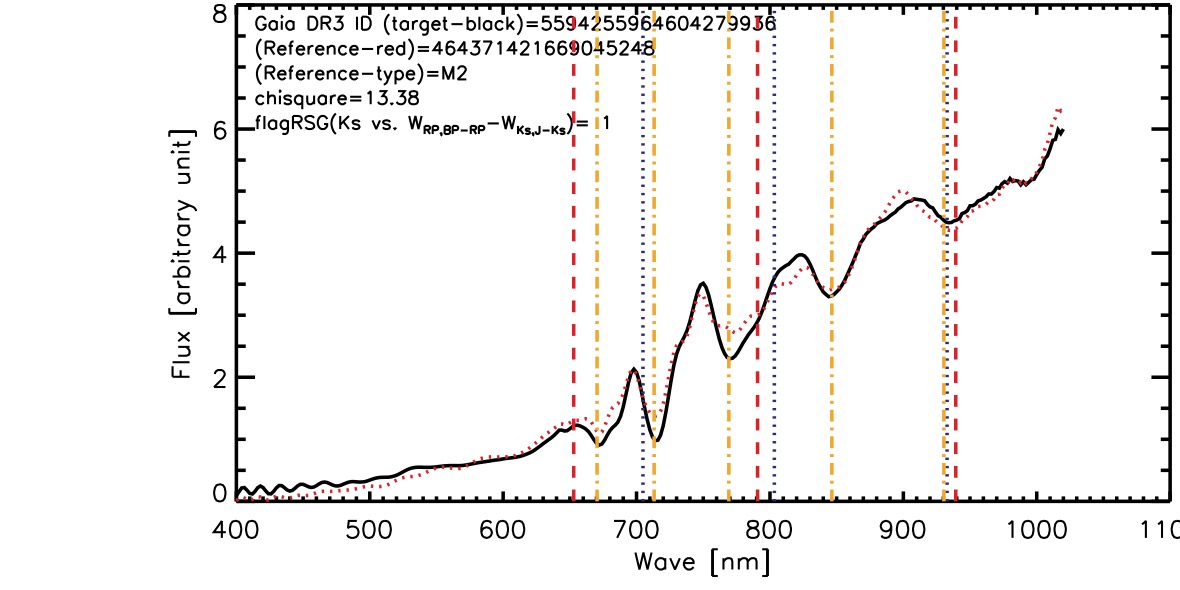 8
Gaia DR3 ID (target-black)=5594255964604279936
(Reference-red)=464371421669045248
(Reference-type)=M2
chisquare=13.38
flagRSG(Ks vs. W_RP,BP-RP-W_Ks,J-Ks)= 1
6
4
2
0
Flux [arbitrary unit]
400 500 600 700 800 900 1000 110
Wave [nm]